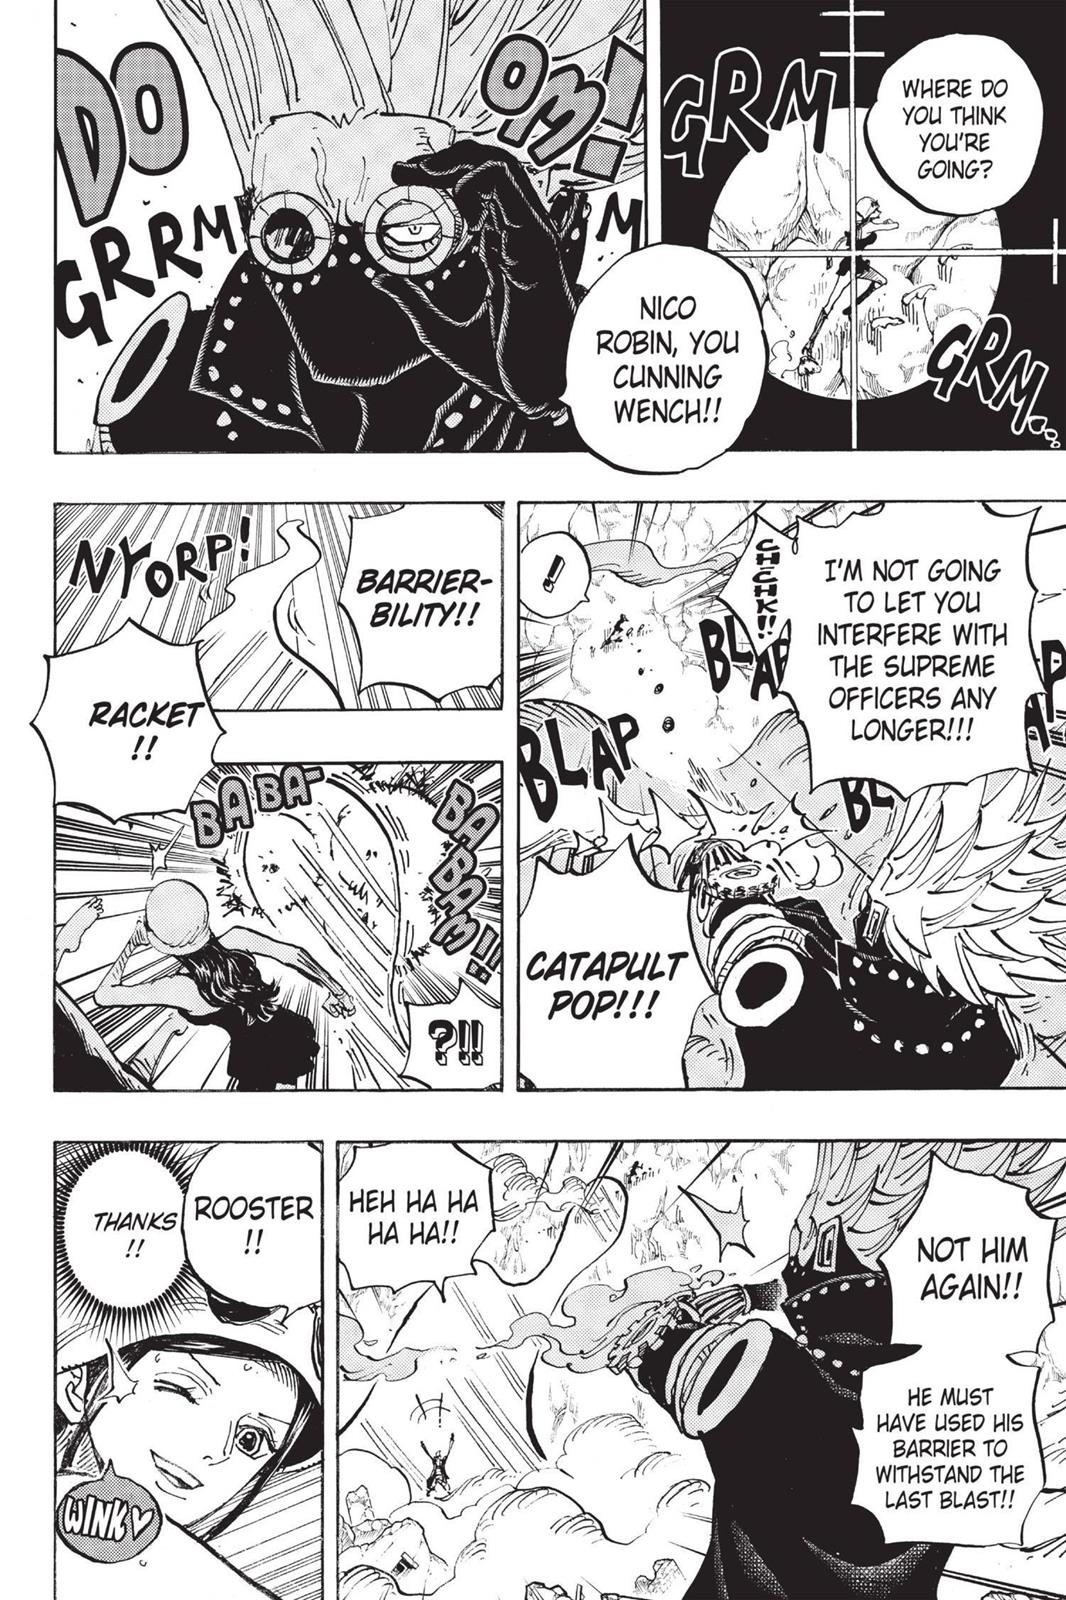 WHERE DO
YOU THINK
YOU'RE
GOING?
GRM
GRM
DO
OM!
GRRM
M
NICO
ROBIN, YOU
CUNNING
WENCH!!
I'M NOT GOING
TO LET YOU
INTERFERE WITH
THE SUPREME
OFFICERS ANY
LONGER!!!
CHCHK!!
!
BLAP
BLAP
BL
AP
CATAPULT
POP!!!
BARRIER-
BILITY!!
NYORP!
RACKET
!!
BA BA-
BA
BAM!!
?!!
NOT HIM
AGAIN!!
HE MUST
HAVE USED HIS
BARRIER TO
WITHSTAND THE
LAST BLAST!!
HEH HA HA
HA HA!!
ROOSTER
!!
THANKS
!!
WINK♥